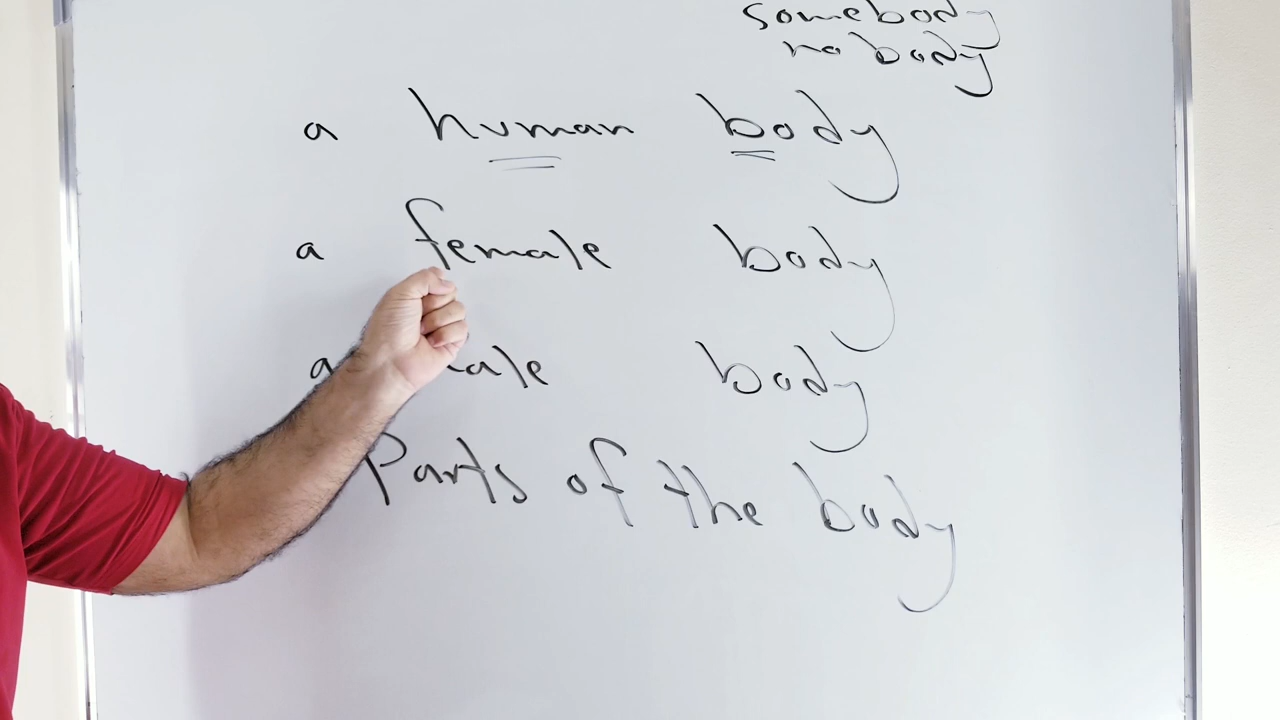 somebody
nobody
a human body
a female body
a body
Parts of the body